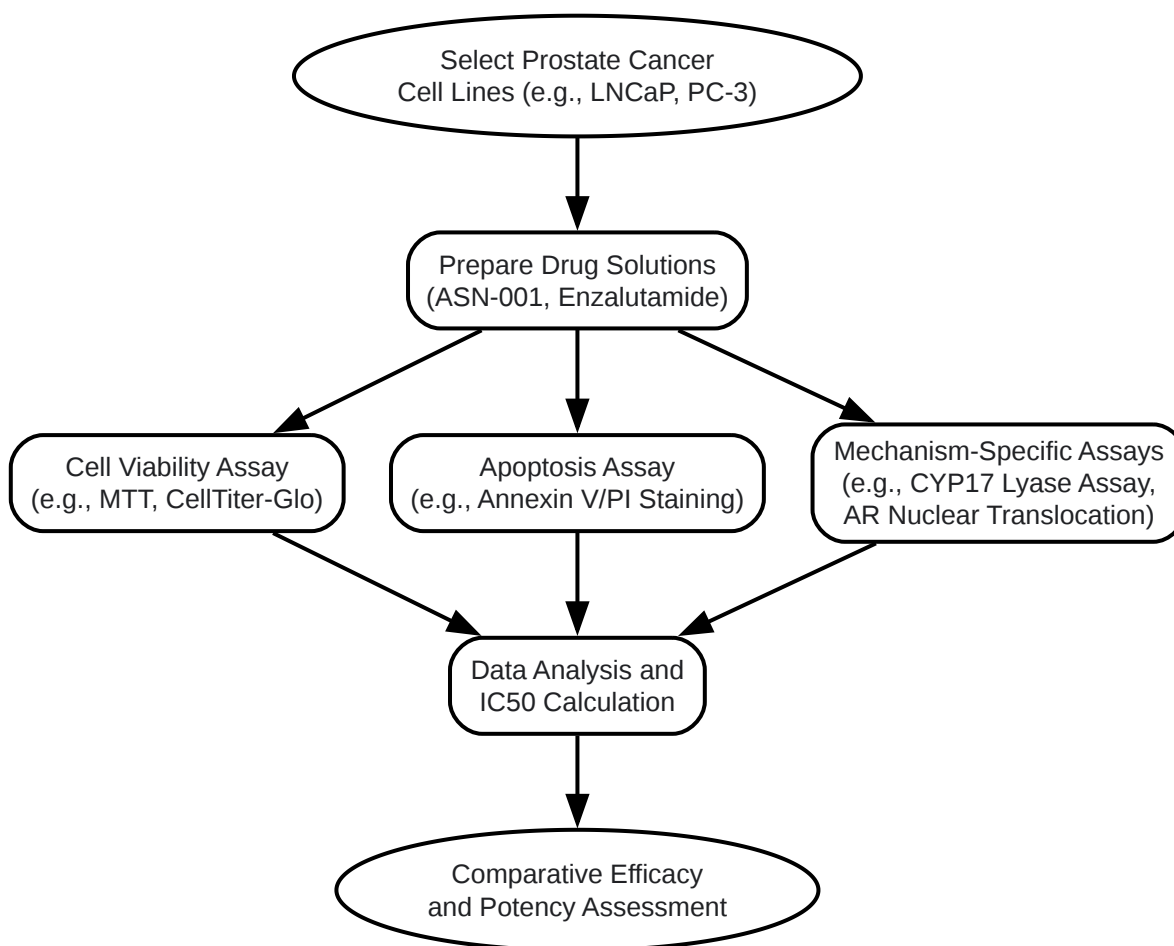 Select Prostate Cancer
Cell Lines (e.g., LNCaP, PC-3)
Prepare Drug Solutions
(ASN-001, Enzalutamide)
Cell Viability Assay
(e.g., MTT, CellTiter-Glo)
Apoptosis Assay
(e.g., Annexin V/PI Staining)
Mechanism-Specific Assays
(e.g., CYP17 Lyase Assay,
AR Nuclear Translocation)
Data Analysis and
IC50 Calculation
Comparative Efficacy
and Potency Assessment